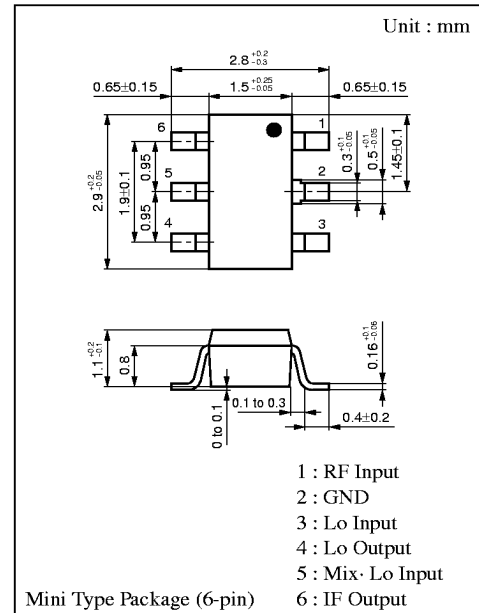 Unit : mm
2.8 +0.2 -0.3
0.65±0.15 1.5 +0.25 -0.05 0.65±0.15
6 1
5 2
4 3
2.9 +0.2 -0.05
1.9±0.1
0.95
0.95
0.3 +0.1 -0.05
0.5 +0.1 -0.05
1.45±0.1
1.1 +0.2 -0.1
0.8
0 to 0.1
0.1 to 0.3
0.4±0.2
0.16 +0.1 -0.06
1 : RF Input
2 : GND
3 : Lo Input
4 : Lo Output
5 : Mix· Lo Input
Mini Type Package (6-pin) 6 : IF Output